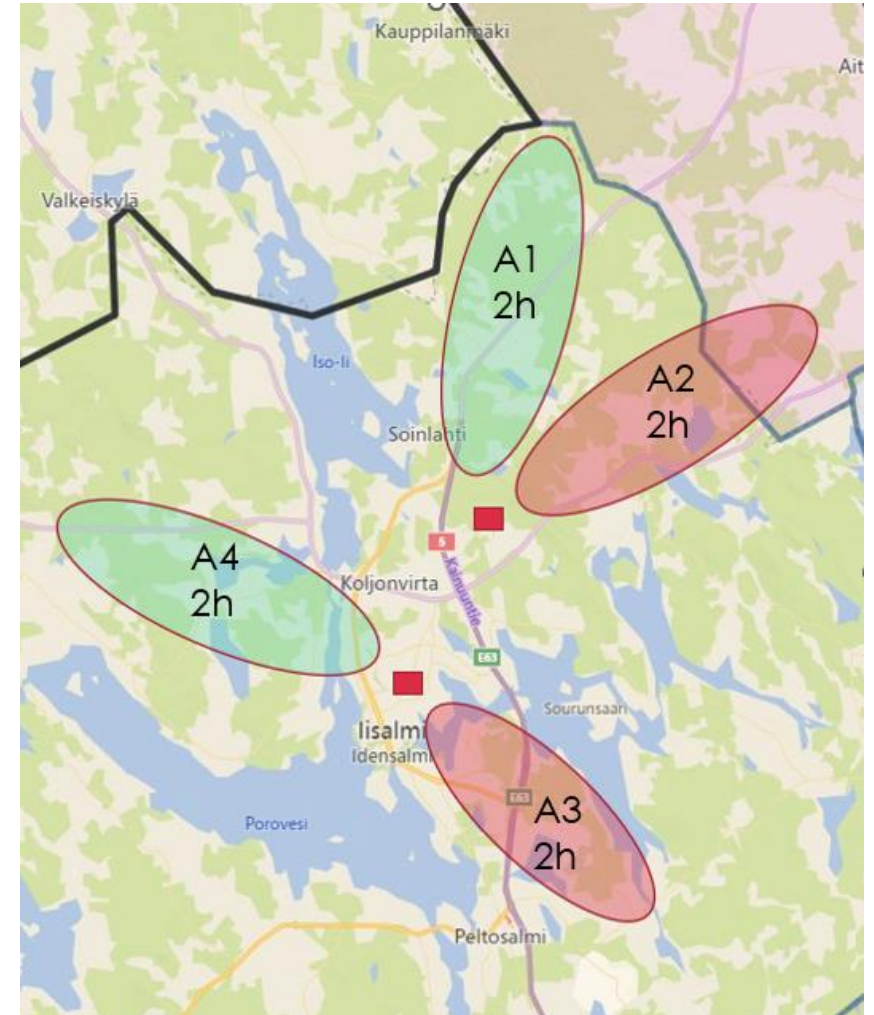 Kauppilanmäki
Ait
Valkeiskylä
A1
2h
Iso-Ii
A2
2h
Soinlahti
A4
2h
5
Koljonvirta
Kainuuntie
E63
Sourunsaari
Iisalmi
Idensalmi
E63
A3
2h
Porovesi
Peltosalmi